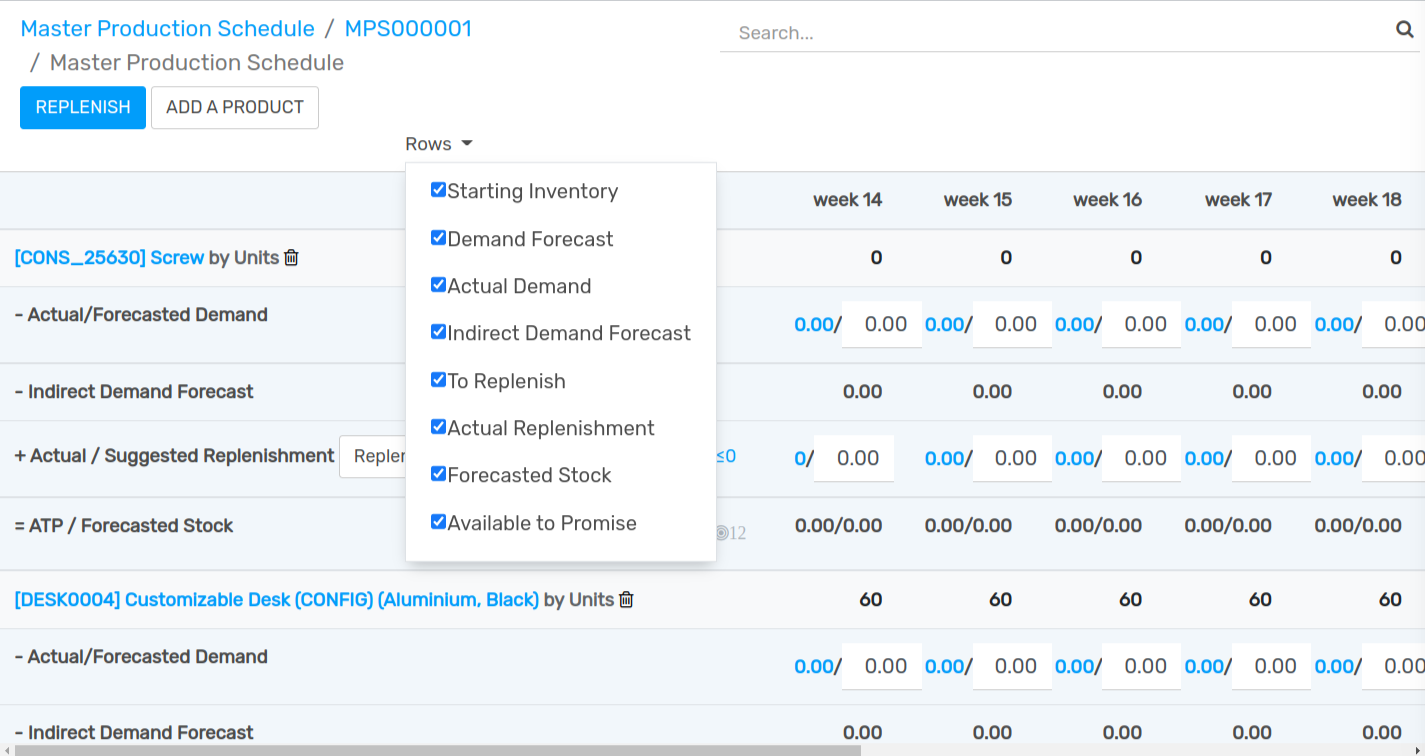 Master Production Schedule / MPS000001
/ Master Production Schedule
Search...
REPLENISH ADD A PRODUCT
Rows
Starting Inventory
Demand Forecast
Actual Demand
Indirect Demand Forecast
To Replenish
Actual Replenishment
Forecasted Stock
Available to Promise
week 14 week 15 week 16 week 17 week 18
[CONS_25630] Screw by Units 0 0 0 0 0
- Actual/Forecasted Demand 0.00/ 0.00 0.00/ 0.00 0.00/ 0.00 0.00/ 0.00 0.00/ 0.00
- Indirect Demand Forecast 0.00 0.00 0.00 0.00 0.00
+ Actual / Suggested Replenishment Repler ≤0 0/ 0.00 0.00/ 0.00 0.00/ 0.00 0.00/ 0.00 0.00/ 0.00
= ATP / Forecasted Stock 12 0.00/0.00 0.00/0.00 0.00/0.00 0.00/0.00 0.00/0.00
[DESK0004] Customizable Desk (CONFIG) (Aluminium, Black) by Units 60 60 60 60 60
- Actual/Forecasted Demand 0.00/ 0.00 0.00/ 0.00 0.00/ 0.00 0.00/ 0.00 0.00/ 0.00
- Indirect Demand Forecast 0.00 0.00 0.00 0.00 0.00